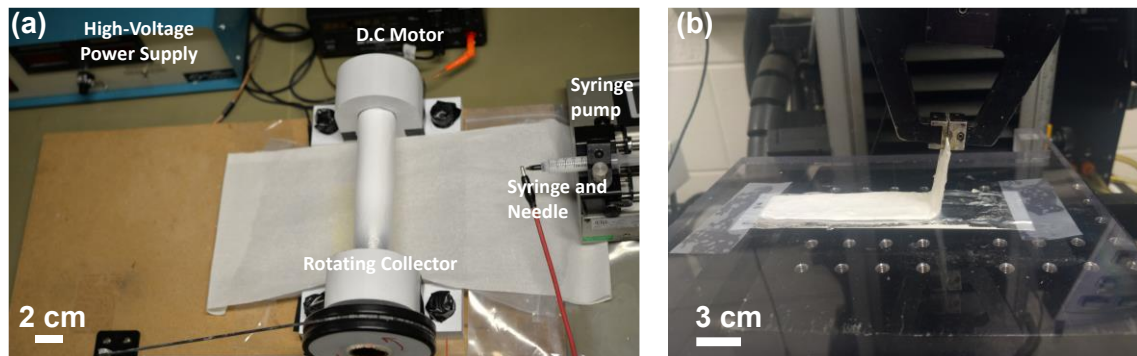 (a)
High-Voltage
Power Supply
D.C Motor
Syringe
pump
Syringe and
Needle
Rotating Collector
2 cm
(b)
3 cm